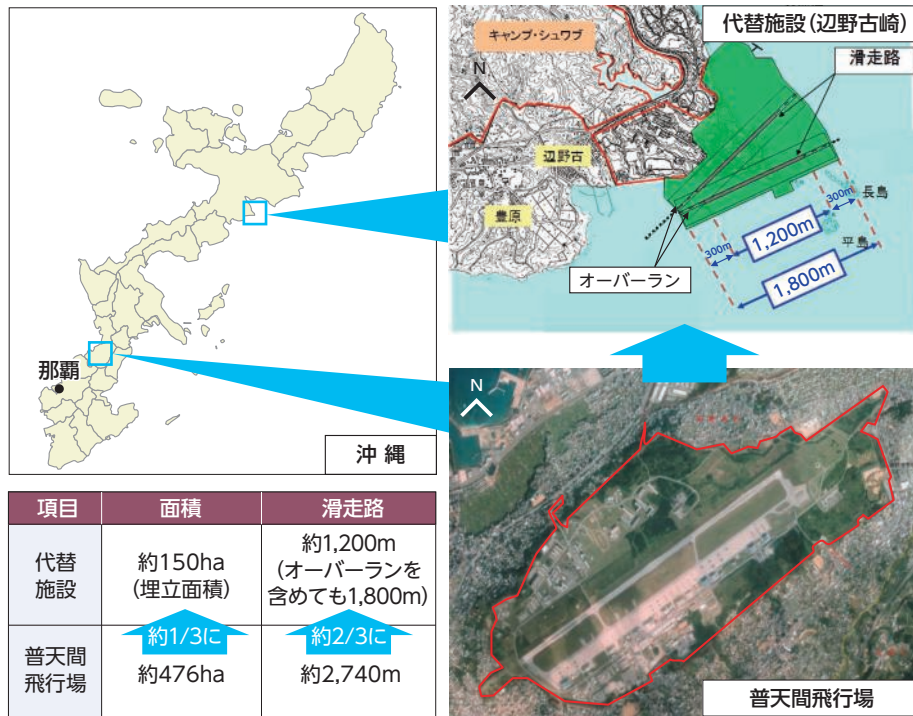 那覇
沖縄
代替施設(辺野古崎)
キャンプ・シュワブ
N
滑走路
辺野古
豊原
長島
300m
1,200m
平島
300m
1,800m
オーバーラン
N
普天間飛行場
項目 面積 滑走路
代替
施設
約150ha
(埋立面積)
約1,200m
(オーバーランを
含めても1,800m)
約1/3に 約2/3に
普天間
飛行場
約476ha 約2,740m